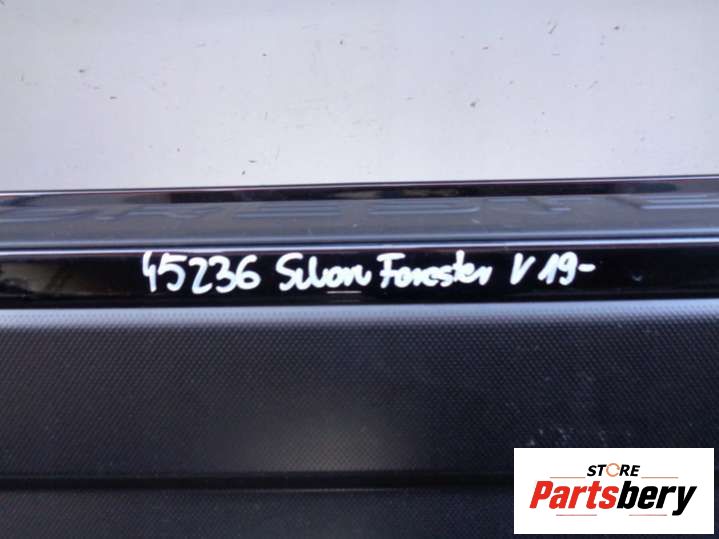 45236 Subaru Forester V 19-
STORE
Partsbery